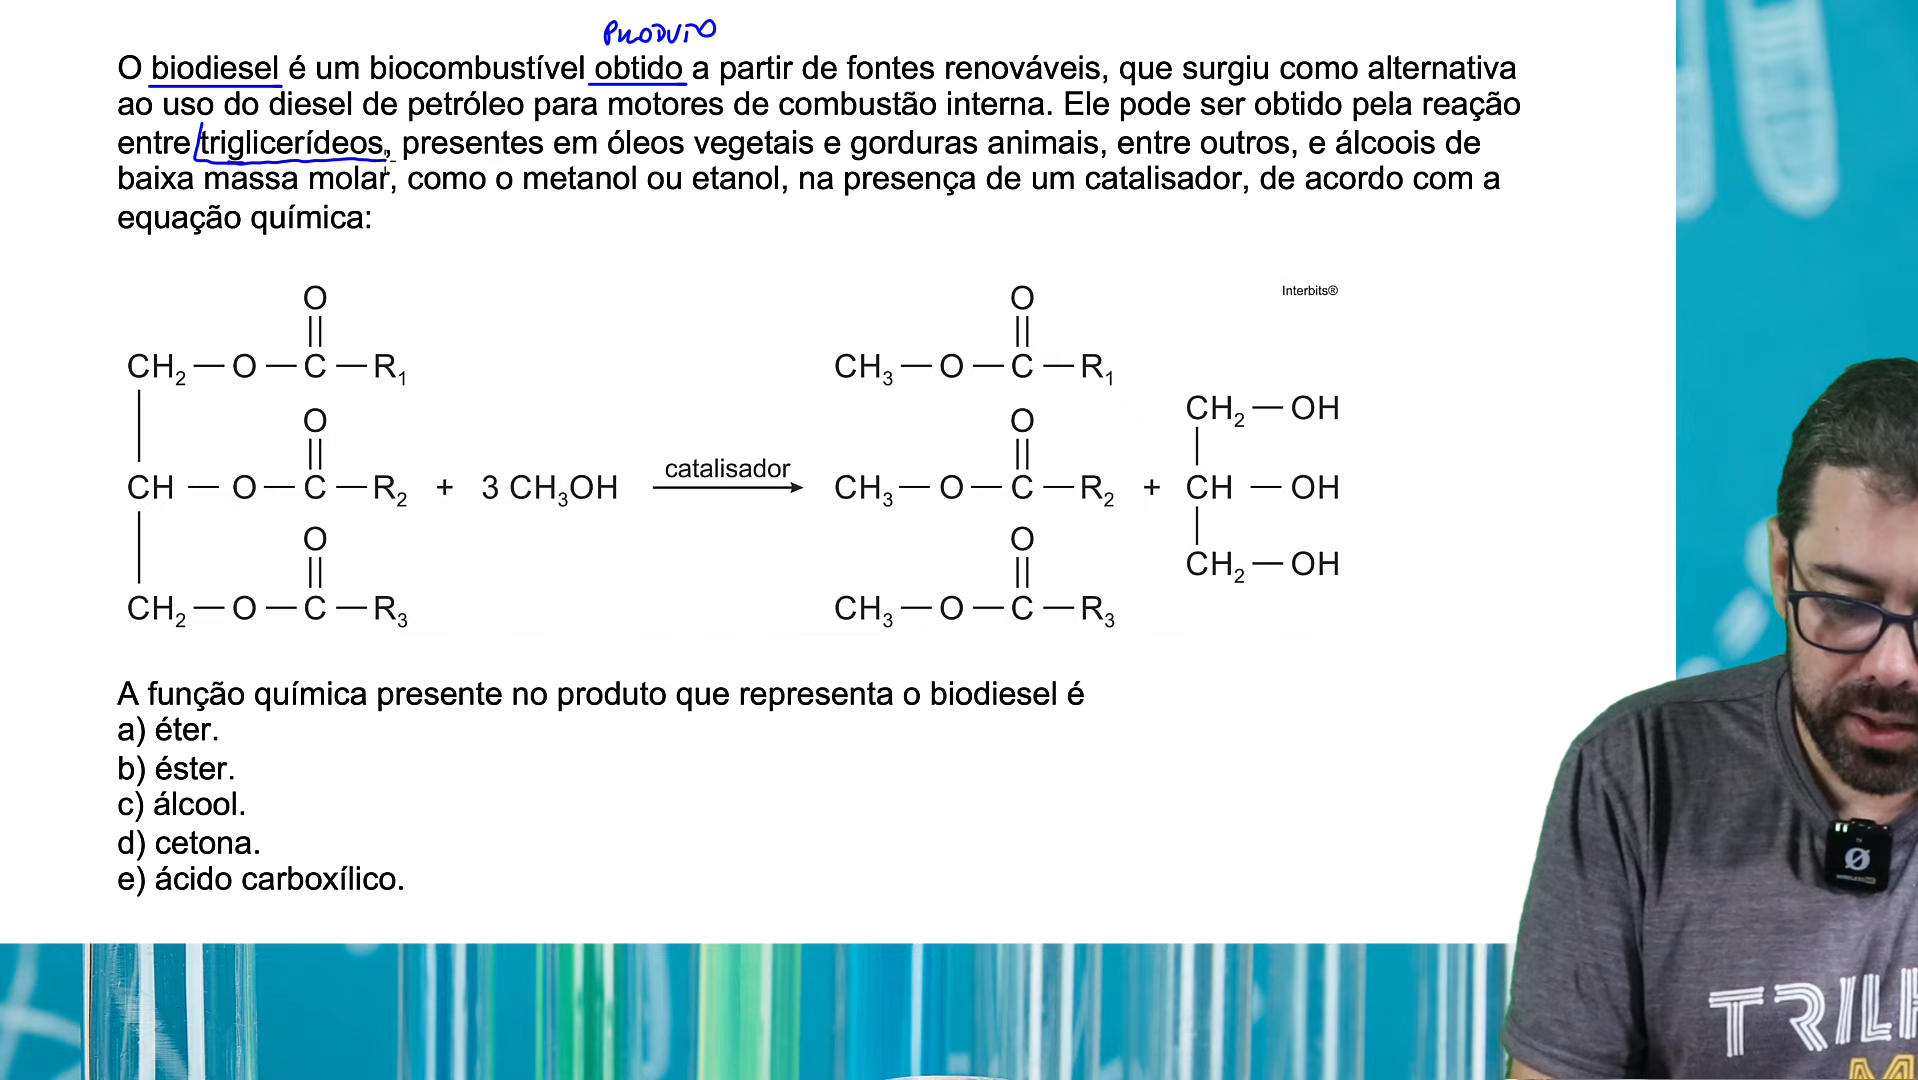 PRODUTO
O biodiesel é um biocombustível obtido a partir de fontes renováveis, que surgiu como alternativa
ao uso do diesel de petróleo para motores de combustão interna. Ele pode ser obtido pela reação
entre triglicerídeos, presentes em óleos vegetais e gorduras animais, entre outros, e álcoois de
baixa massa molar, como o metanol ou etanol, na presença de um catalisador, de acordo com a
equação química:
Interbits®
O O
|| ||
CH₂ — O — C — R₁ CH₃ — O — C — R₁
O O CH₂ — OH
|| ||
CH — O — C — R₂ + 3 CH₃OH catalisador CH₃ — O — C — R₂ + CH — OH
O O
|| || CH₂ — OH
CH₂ — O — C — R₃ CH₃ — O — C — R₃
A função química presente no produto que representa o biodiesel é
a) éter.
b) éster.
c) álcool.
d) cetona.
e) ácido carboxílico.
TRIL
M